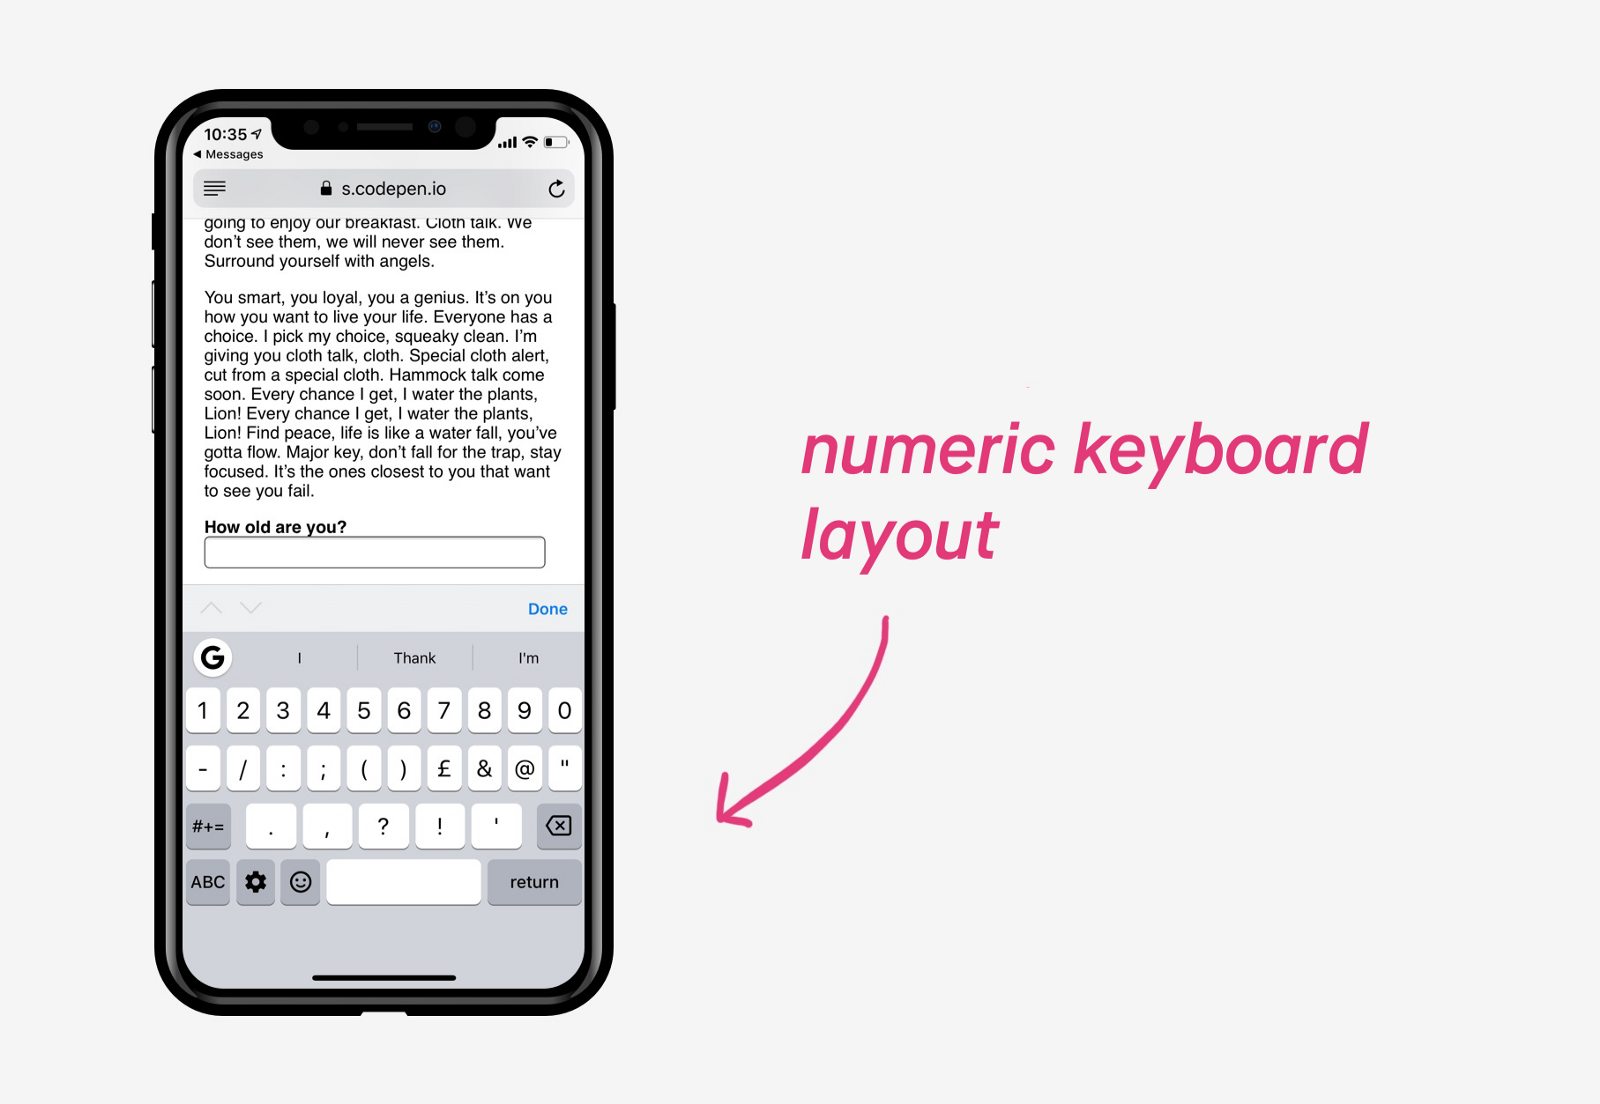 10:35
◀ Messages
s.codepen.io
going to enjoy our breakfast. Cloth talk. We
don’t see them, we will never see them.
Surround yourself with angels.
You smart, you loyal, you a genius. It’s on you
how you want to live your life. Everyone has a
choice. I pick my choice, squeaky clean. I’m
giving you cloth talk, cloth. Special cloth alert,
cut from a special cloth. Hammock talk come
soon. Every chance I get, I water the plants,
Lion! Every chance I get, I water the plants,
Lion! Find peace, life is like a water fall, you’ve
gotta flow. Major key, don’t fall for the trap, stay
focused. It’s the ones closest to you that want
to see you fail.
How old are you?
Done
G I Thank I'm
1 2 3 4 5 6 7 8 9 0
- / : ; ( ) £ & @ "
#+= . , ? ! '
ABC return
numeric keyboard
layout